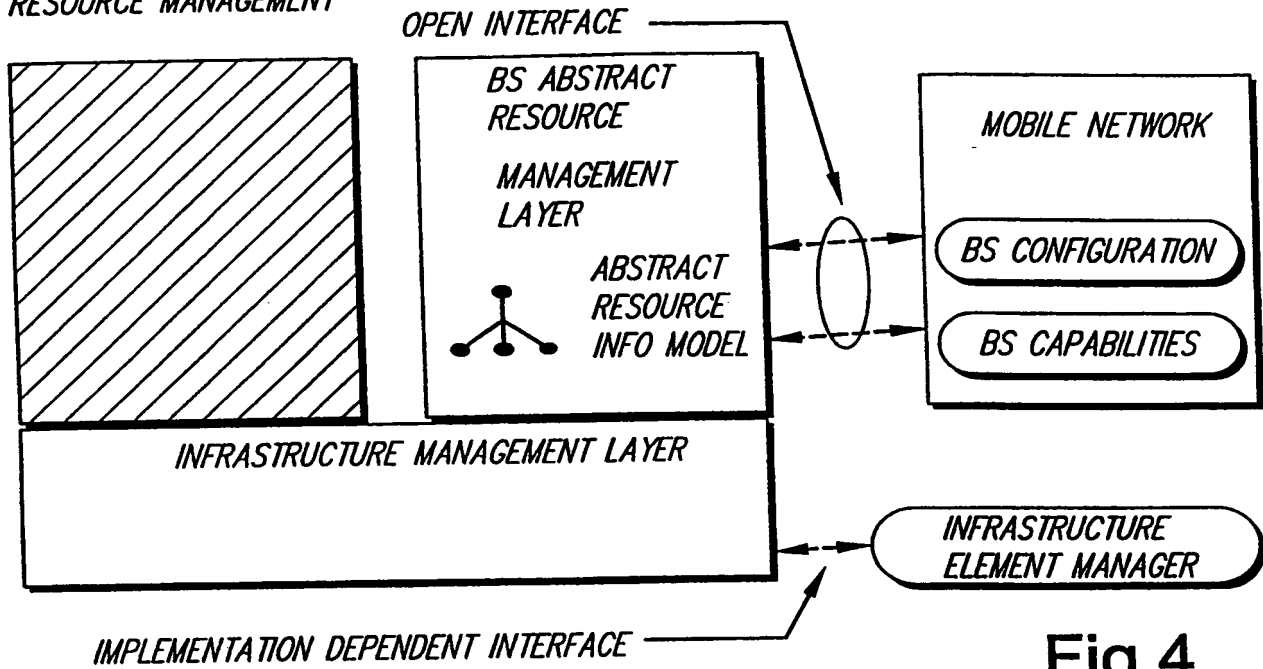 RESOURCE MANAGEMENT
OPEN INTERFACE
BS ABSTRACT
RESOURCE
MANAGEMENT
LAYER
ABSTRACT
RESOURCE
INFO MODEL
MOBILE NETWORK
BS CONFIGURATION
BS CAPABILITIES
INFRASTRUCTURE MANAGEMENT LAYER
INFRASTRUCTURE
ELEMENT MANAGER
IMPLEMENTATION DEPENDENT INTERFACE
Fig 4